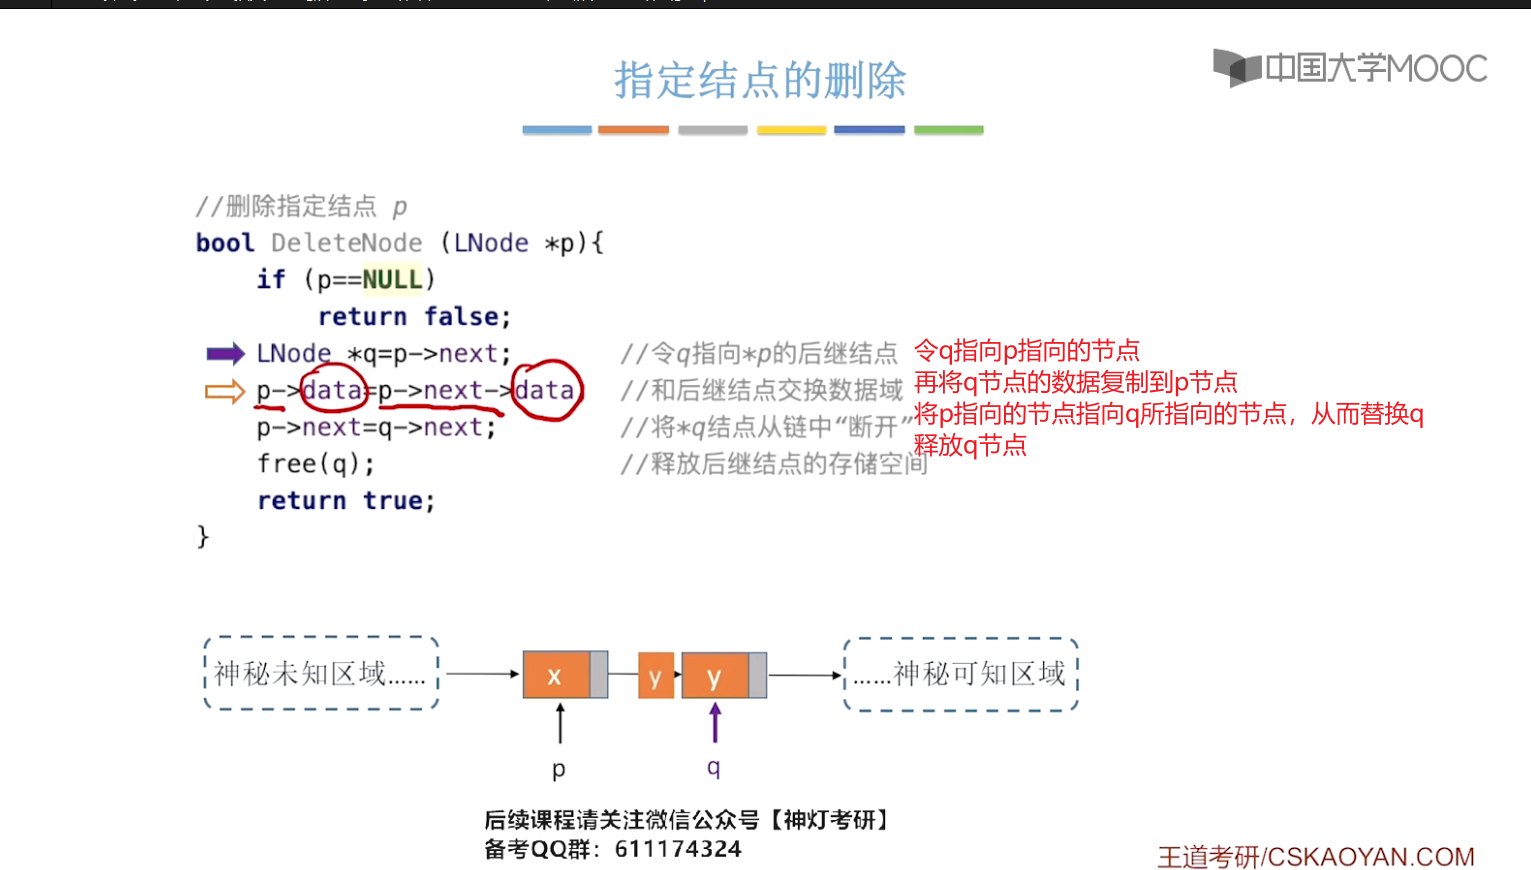 指定结点的删除
中国大学MOOC
//删除指定结点 p
bool DeleteNode (LNode *p){
if (p==NULL)
return false;
LNode *q=p->next; //令q指向*p的后继结点 令q指向p指向的节点
p->data=p->next->data //和后继结点交换数据域 再将q节点的数据复制到p节点
p->next=q->next; //将*q结点从链中“断开” 将p指向的节点指向q所指向的节点，从而替换q
free(q); //释放后继结点的存储空间 释放q节点
return true;
}
神秘未知区域...... x y y ......神秘可知区域
p q
后续课程请关注微信公众号【神灯考研】
备考QQ群：611174324
王道考研/CSKAOYAN.COM